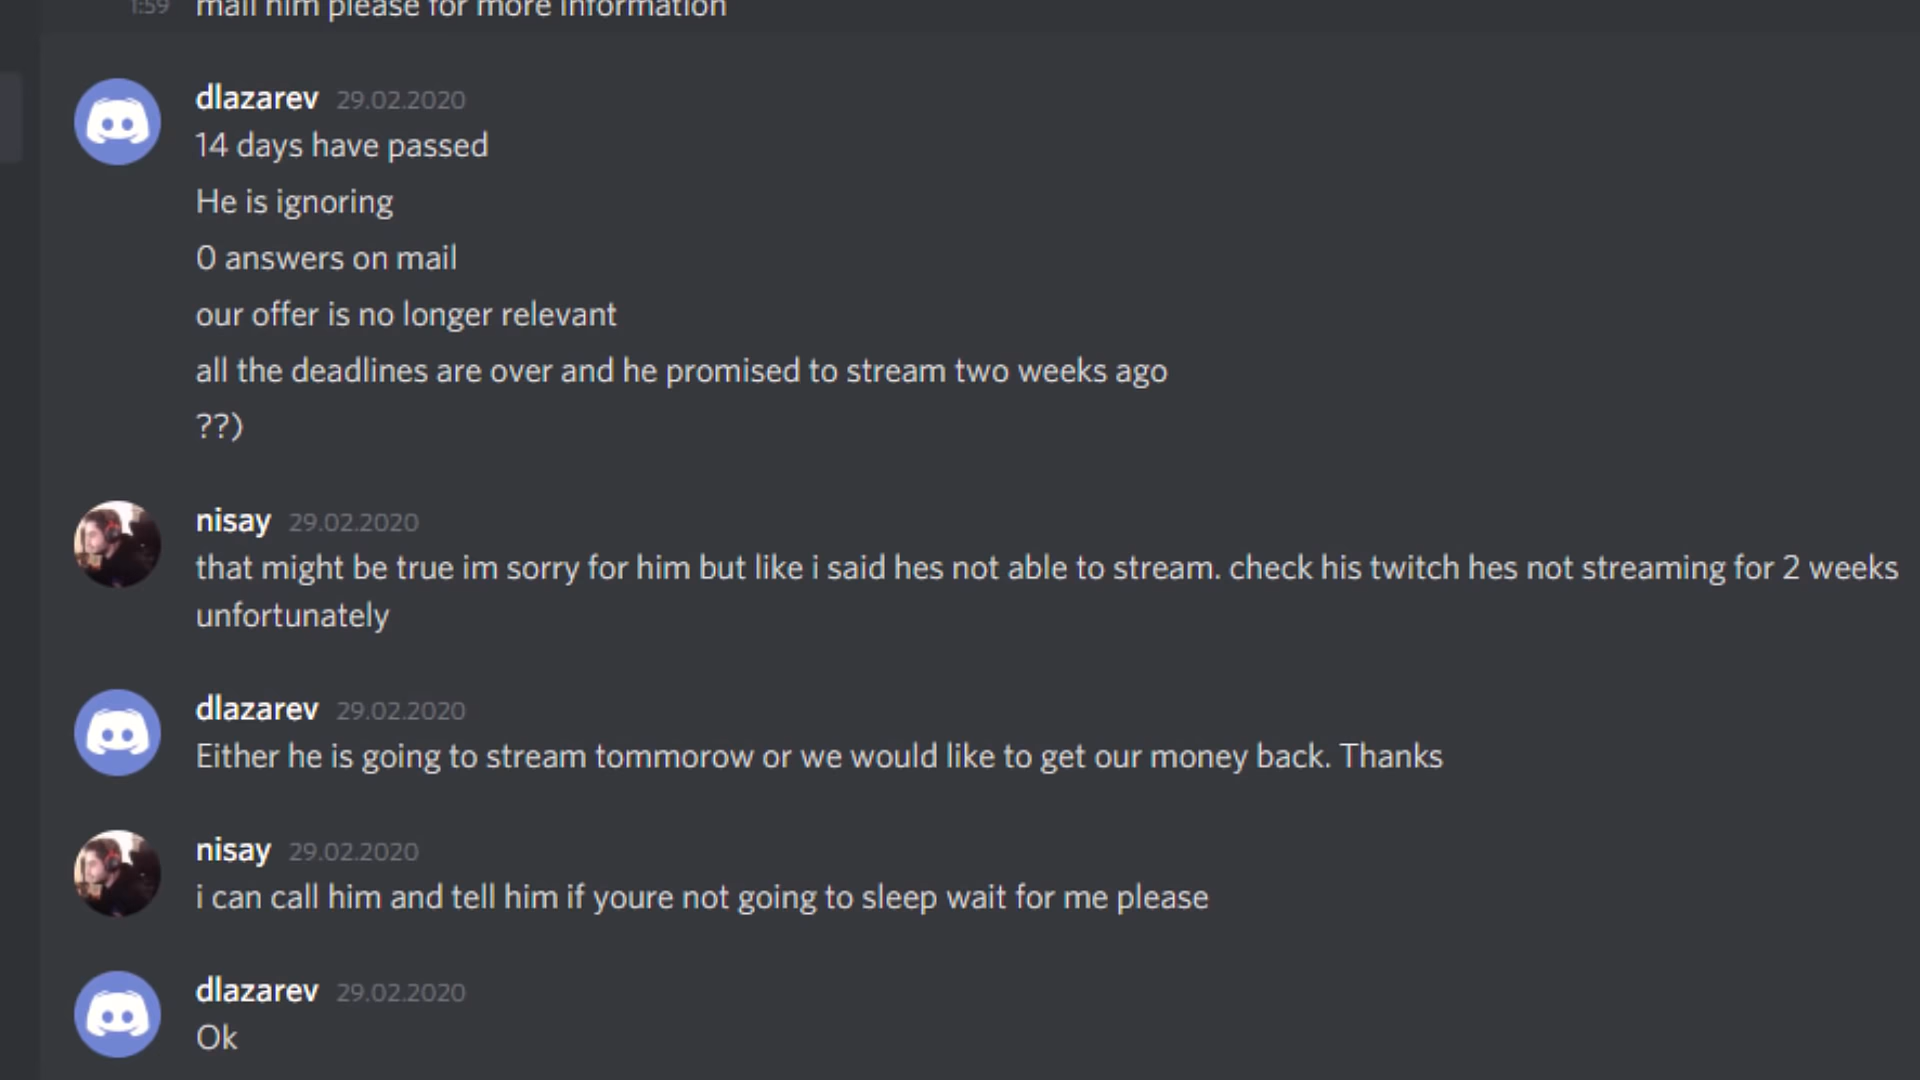 1:59 mail him please for more information
dlazarev 29.02.2020
14 days have passed
He is ignoring
0 answers on mail
our offer is no longer relevant
all the deadlines are over and he promised to stream two weeks ago
??)
nisay 29.02.2020
that might be true im sorry for him but like i said hes not able to stream. check his twitch hes not streaming for 2 weeks
unfortunately
dlazarev 29.02.2020
Either he is going to stream tommorow or we would like to get our money back. Thanks
nisay 29.02.2020
i can call him and tell him if youre not going to sleep wait for me please
dlazarev 29.02.2020
Ok